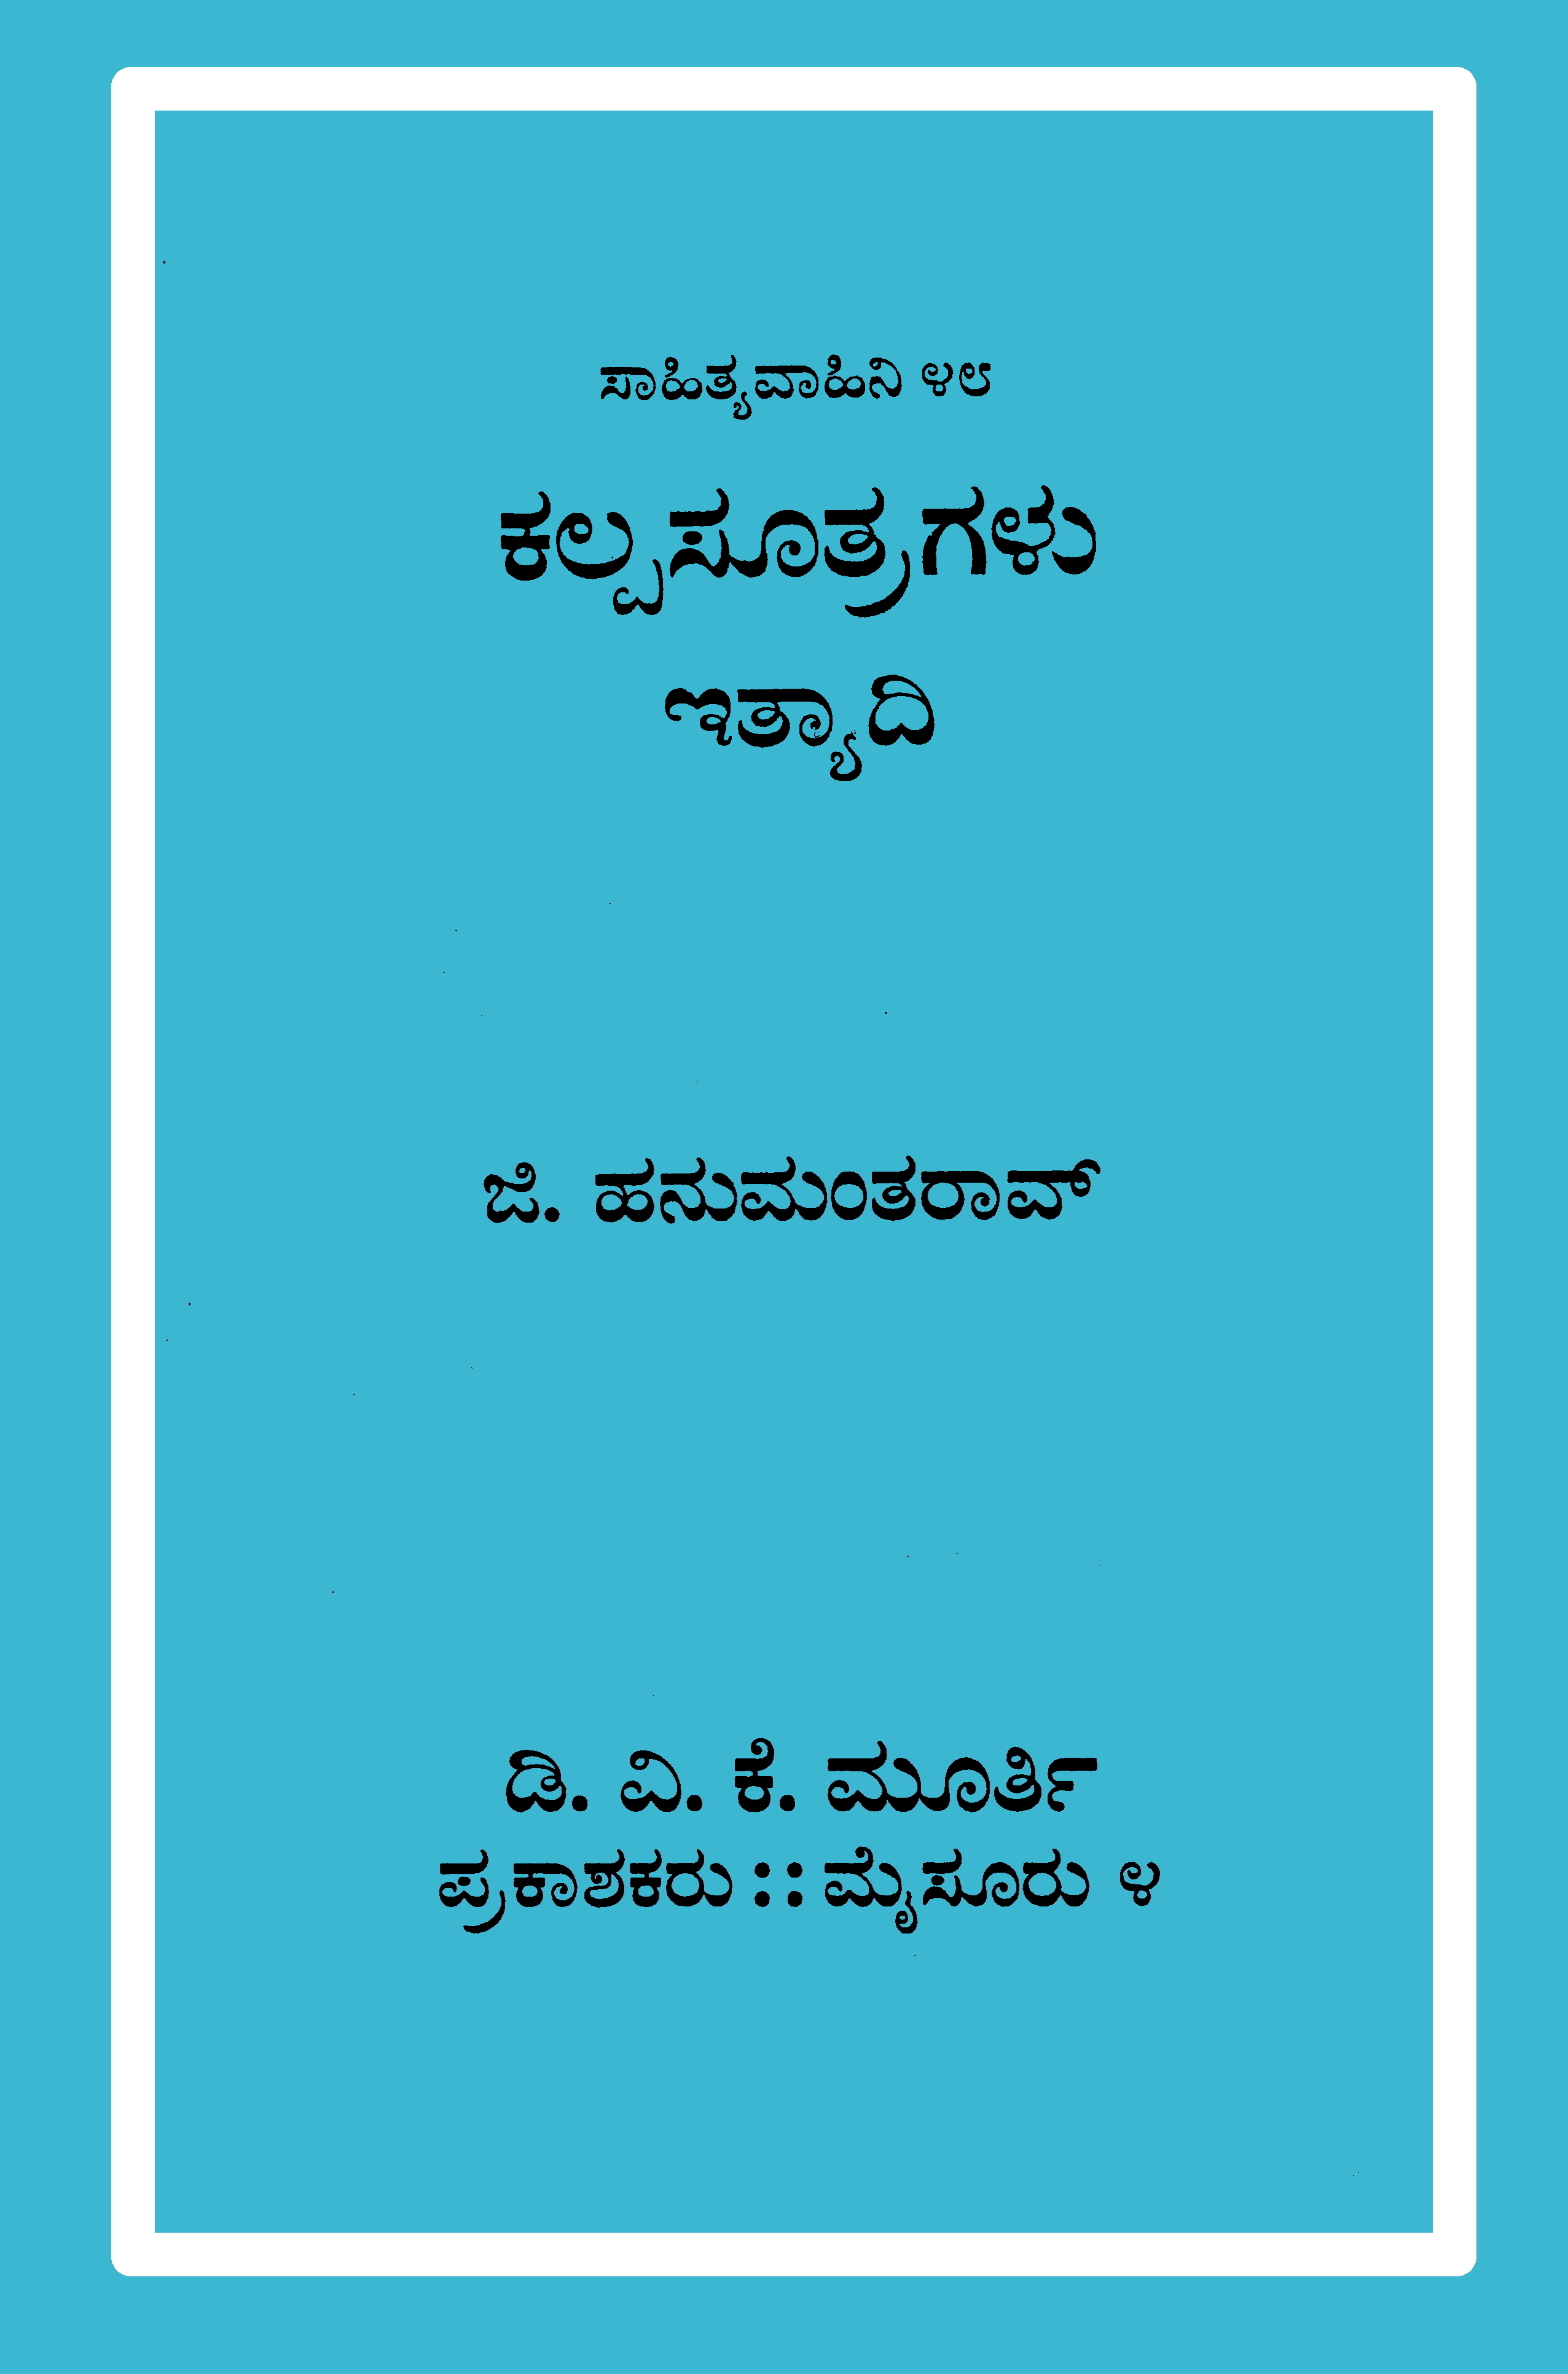 ಸಾಹಿತ್ಯವಾಹಿನಿ ೪೮
ಕಲ್ಪಸೂತ್ರಗಳು
ಇತ್ಯಾದಿ
ಜಿ. ಹನುಮಂತರಾವ್
ಡಿ. ವಿ. ಕೆ. ಮೂರ್ತಿ
ಪ್ರಕಾಶಕರು :: ಮೈಸೂರು ೪